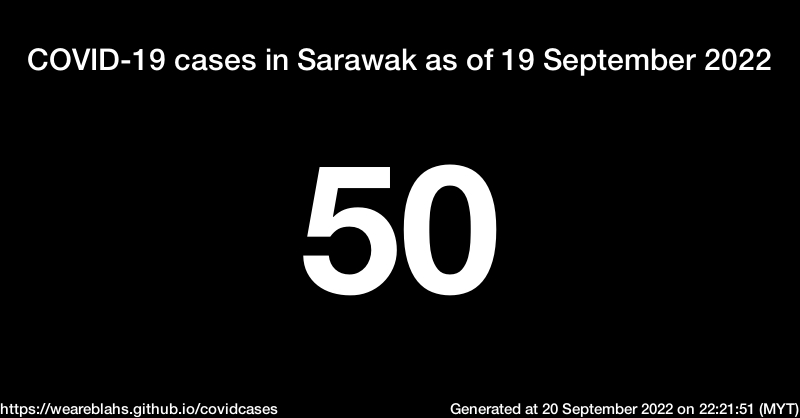 COVID-19 cases in Sarawak as of 19 September 2022
50
https://weareblahs.github.io/covidcases
Generated at 20 September 2022 on 22:21:51 (MYT)